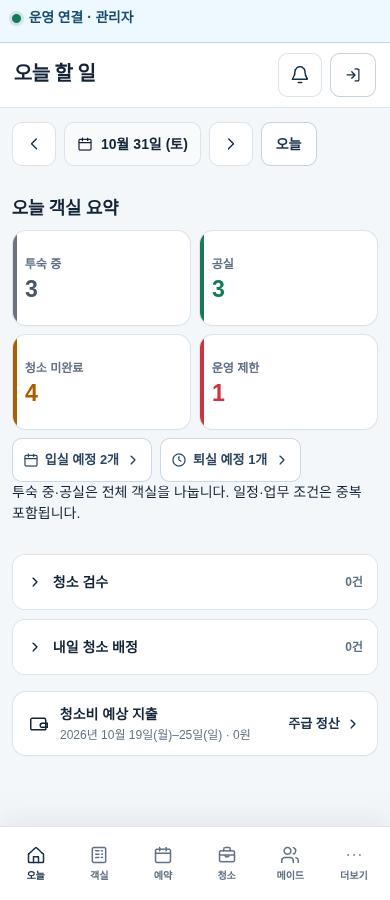 운영 연결 · 관리자
오늘 할 일
10월 31일 (토)
오늘
오늘 객실 요약
투숙 중
3
공실
3
청소 미완료
4
운영 제한
1
입실 예정 2개
퇴실 예정 1개
투숙 중·공실은 전체 객실을 나눕니다. 일정·업무 조건은 중복
포함됩니다.
청소 검수
0건
내일 청소 배정
0건
청소비 예상 지출
2026년 10월 19일(월)–25일(일) · 0원
주급 정산
오늘
객실
예약
청소
메이드
더보기